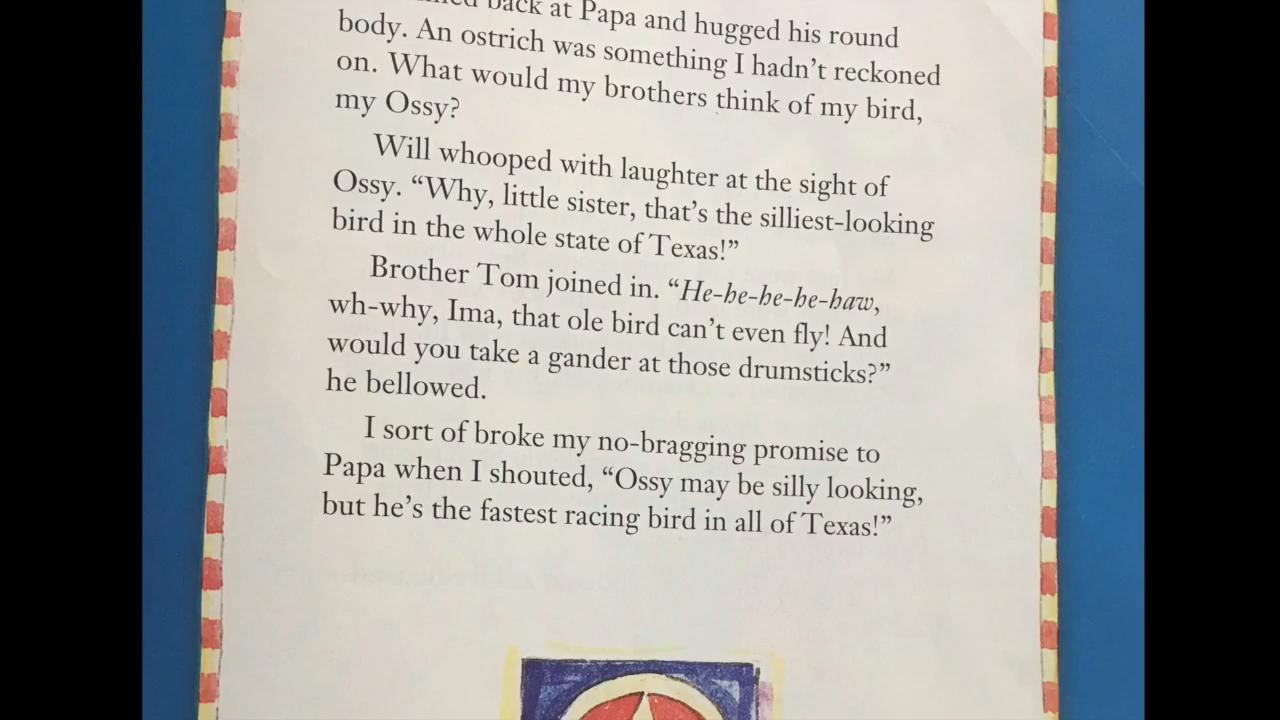 back at Papa and hugged his round
body. An ostrich was something I hadn't reckoned
on. What would my brothers think of my bird,
my Ossy?
Will whooped with laughter at the sight of
Ossy. “Why, little sister, that's the silliest-looking
bird in the whole state of Texas!”
Brother Tom joined in. “He-he-he-he-haw,
wh-why, Ima, that ole bird can't even fly! And
would you take a gander at those drumsticks?”
he bellowed.
I sort of broke my no-bragging promise to
Papa when I shouted, “Ossy may be silly looking,
but he's the fastest racing bird in all of Texas!”